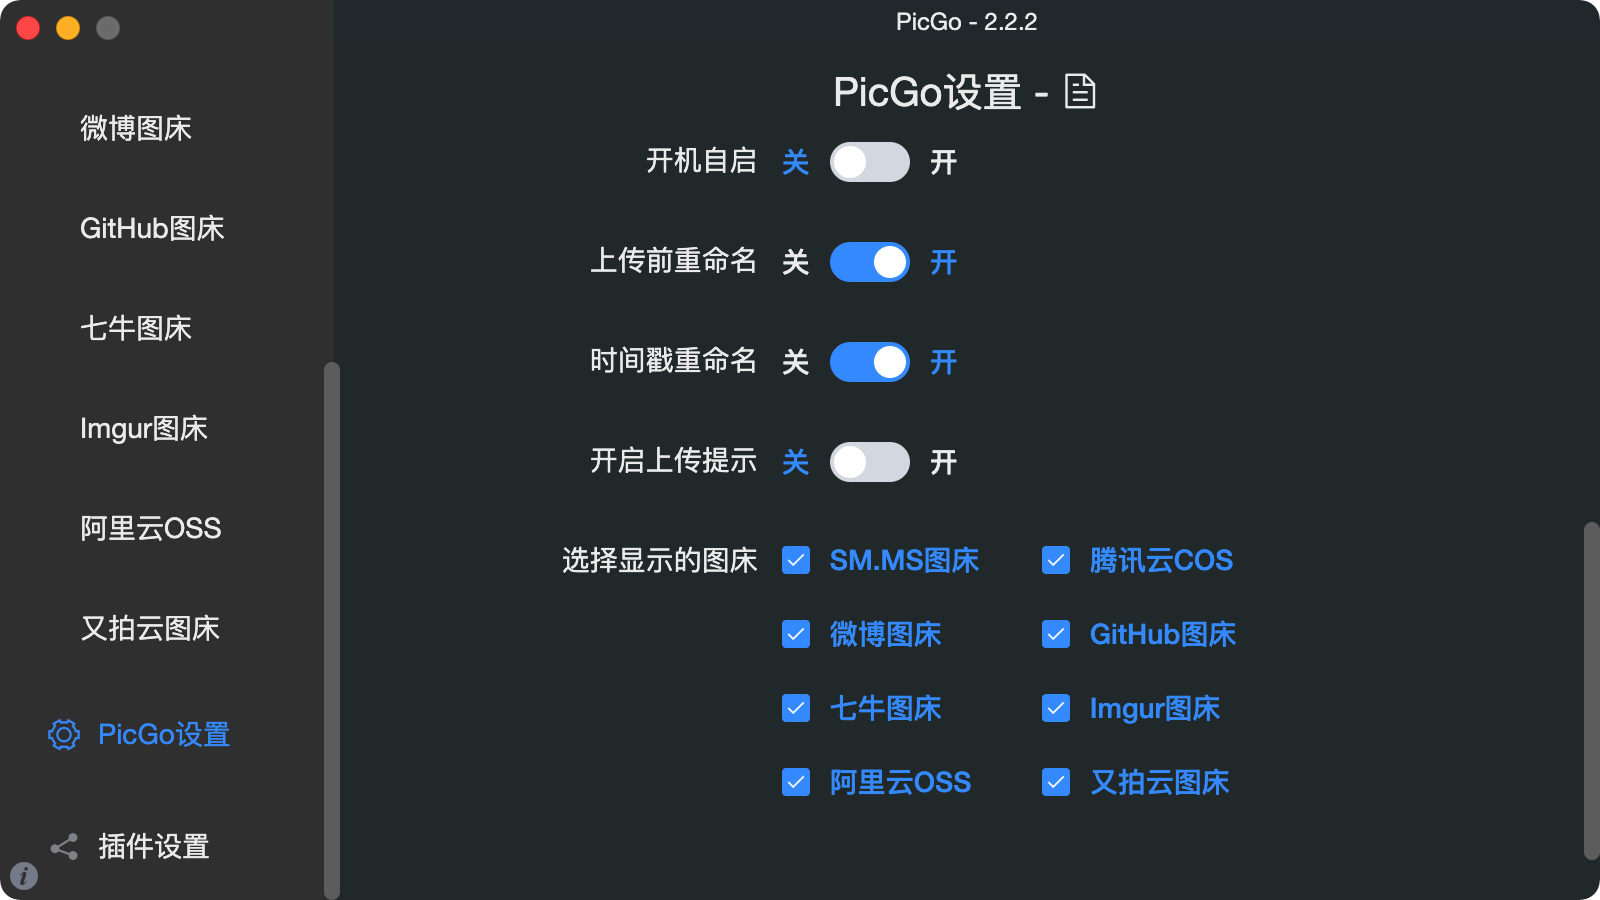 PicGo - 2.2.2
微博图床
GitHub图床
七牛图床
Imgur图床
阿里云OSS
又拍云图床
PicGo设置
插件设置
i
PicGo设置 -
开机自启 关 开
上传前重命名 关 开
时间戳重命名 关 开
开启上传提示 关 开
选择显示的图床 SM.MS图床 腾讯云COS
微博图床 GitHub图床
七牛图床 Imgur图床
阿里云OSS 又拍云图床